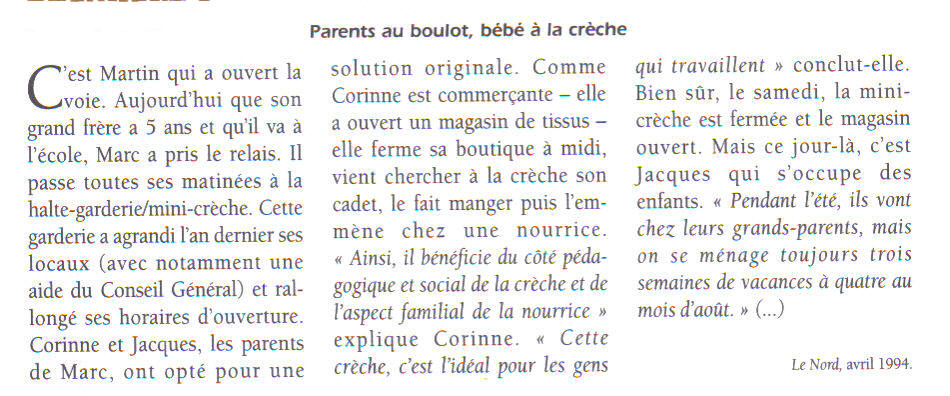 Parents au boulot, bébé à la crèche
C'est Martin qui a ouvert la
voie. Aujourd'hui que son
grand frère a 5 ans et qu'il va à
l'école, Marc a pris le relais. Il
passe toutes ses matinées à la
halte-garderie/mini-crèche. Cette
garderie a agrandi l'an dernier ses
locaux (avec notamment une
aide du Conseil Général) et ral-
longé ses horaires d'ouverture.
Corinne et Jacques, les parents
de Marc, ont opté pour une
solution originale. Comme
Corinne est commerçante – elle
a ouvert un magasin de tissus –
elle ferme sa boutique à midi,
vient chercher à la crèche son
cadet, le fait manger puis l'em-
mène chez une nourrice.
« Ainsi, il bénéficie du côté péda-
gogique et social de la crèche et de
l'aspect familial de la nourrice »
explique Corinne. « Cette
crèche, c'est l'idéal pour les gens
qui travaillent » conclut-elle.
Bien sûr, le samedi, la mini-
crèche est fermée et le magasin
ouvert. Mais ce jour-là, c'est
Jacques qui s'occupe des
enfants. « Pendant l'été, ils vont
chez leurs grands-parents, mais
on se ménage toujours trois
semaines de vacances à quatre au
mois d'août. » (...)
Le Nord, avril 1994.